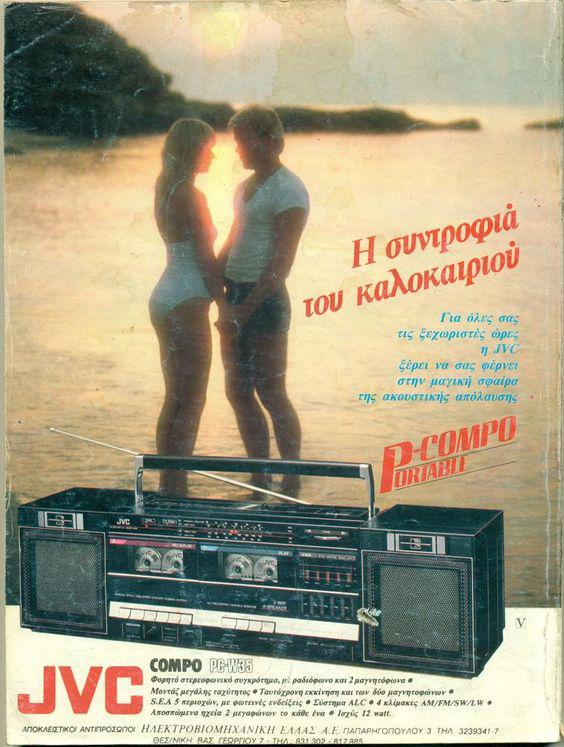 Η συντροφιά
του καλοκαιριού
Για όλες σας
τις ξεχωριστές ώρες
η JVC
ξέρει να σας φέρνει
στην μαγική σφαίρα
της ακουστικής απόλαυσης
P-COMPO
PORTABLE
JVC
V
JVC
COMPO PC-W35
Φορητό στερεοφωνικό συγκρότημα, με ραδιόφωνο και 2 μαγνητόφωνα •
Μοντάζ μεγάλης ταχύτητος • Ταυτόχρονη εκκίνηση και των δύο μαγνητοφώνων •
S.E.A 5 περιοχών, με φωτεινές ενδείξεις • Σύστημα ALC • 4 κλίμακες AM/FM/SW/LW •
Αποσπώμενα ηχεία 2 μεγαφώνων το κάθε ένα • Ισχύς 12 watt.
ΑΠΟΚΛΕΙΣΤΙΚΟΙ ΑΝΤΙΠΡΟΣΩΠΟΙ ΗΛΕΚΤΡΟΒΙΟΜΗΧΑΝΙΚΗ ΕΛΛΑΣ Α.Ε. ΠΑΠΑΡΗΓΟΠΟΥΛΟΥ 3 ΤΗΛ. 3239341-7
ΘΕΣ/ΝΙΚΗ: ΒΑΣ. ΓΕΩΡΓΙΟΥ 7 - ΤΗΛ.: 831.302 - 817.885